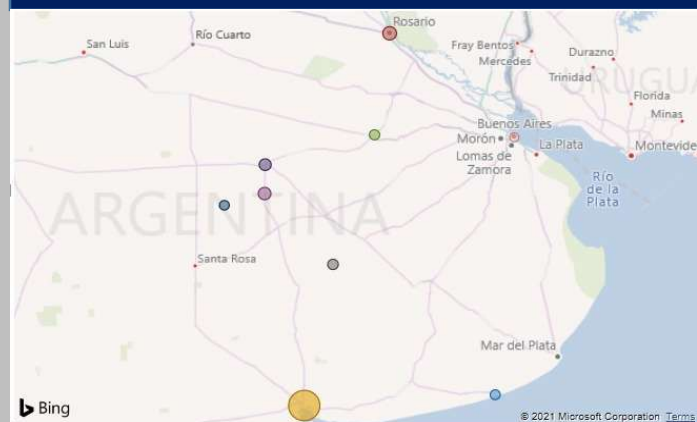 Rosario
San Luis
Río Cuarto
Fray Bentos
Mercedes
Durazno
Trinidad
URUGUA
Florida
Minas
Buenos Aires
Morón
Lomas de
Zamora
La Plata
Montevide
Río
de la
Plata
ARGENTINA
Santa Rosa
Mar del Plata
Bing
© 2021 Microsoft Corporation Terms